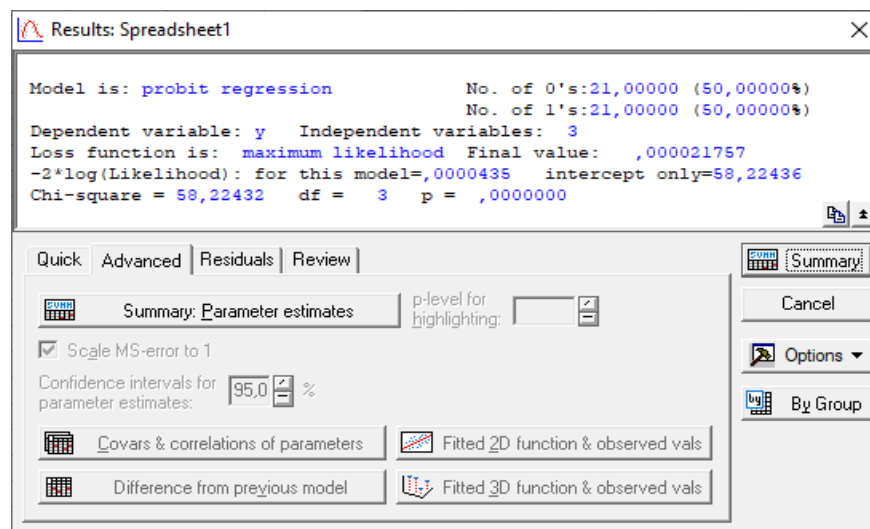 Results: Spreadsheet1
Model is: probit regression No. of 0's:21,00000 (50,00000%)
No. of 1's:21,00000 (50,00000%)
Dependent variable: y Independent variables: 3
Loss function is: maximum likelihood Final value: ,000021757
-2*log(Likelihood): for this model=,0000435 intercept only=58,22436
Chi-square = 58,22432 df = 3 p = ,0000000
Quick Advanced Residuals Review
Summary
Summary: Parameter estimates
p-level for
highlighting:
Cancel
Scale MS-error to 1
Options
Confidence intervals for
parameter estimates: 95,0 %
By Group
Covars & correlations of parameters
Fitted 2D function & observed vals
Difference from previous model
Fitted 3D function & observed vals